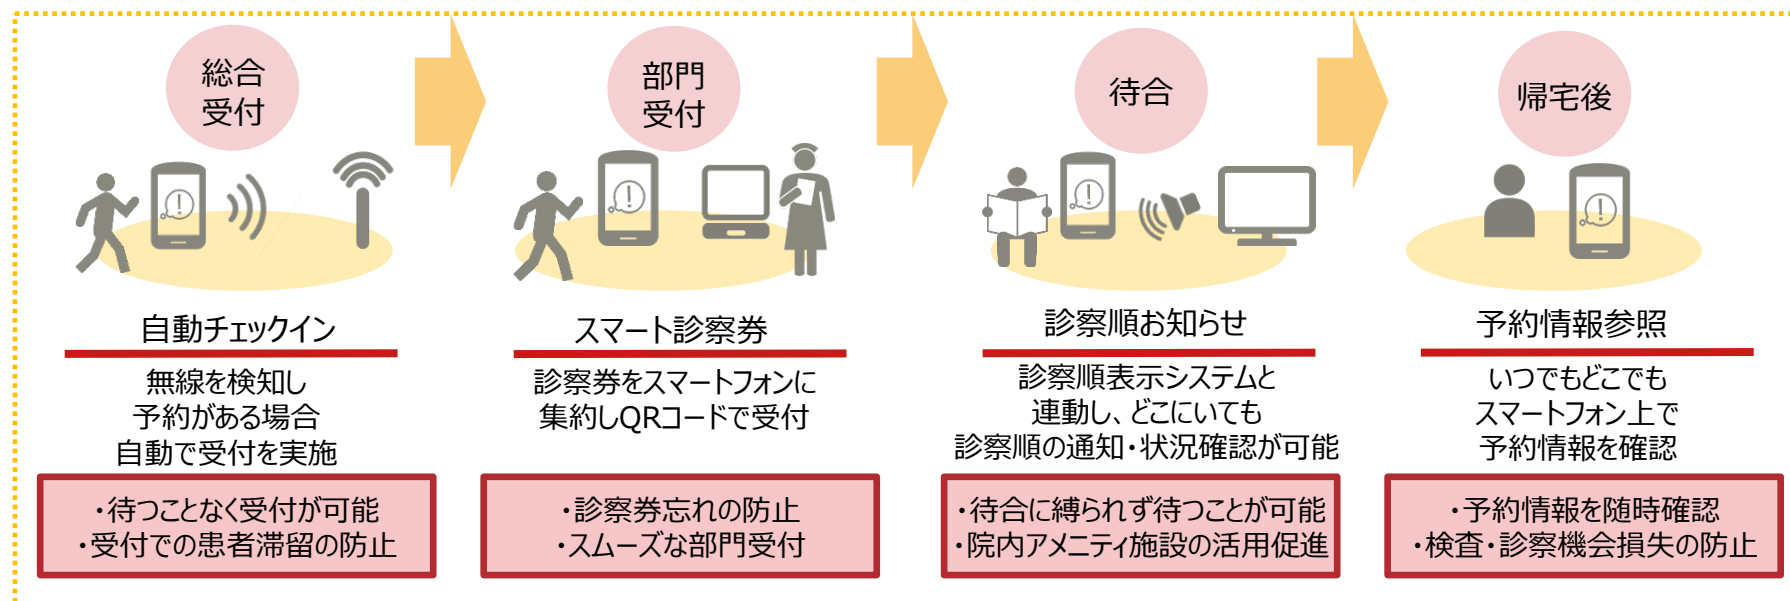 総合
受付
自動チェックイン
無線を検知し
予約がある場合
自動で受付を実施
・待つことなく受付が可能
・受付での患者滞留の防止
部門
受付
スマート診察券
診察券をスマートフォンに
集約しQRコードで受付
・診察券忘れの防止
・スムーズな部門受付
待合
診察順お知らせ
診察順表示システムと
連動し、どこにいても
診察順の通知・状況確認が可能
・待合に縛られず待つことが可能
・院内アメニティ施設の活用促進
帰宅後
予約情報参照
いつでもどこでも
スマートフォン上で
予約情報を確認
・予約情報を随時確認
・検査・診察機会損失の防止